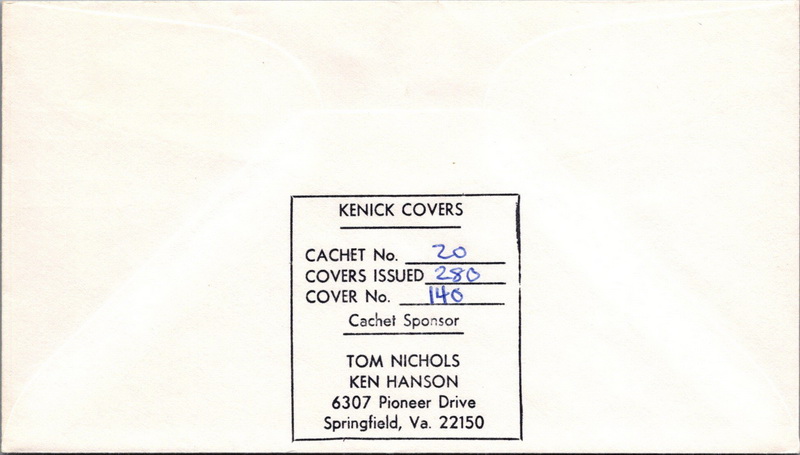 KENICK COVERS
CACHET No. 20
COVERS ISSUED 280
COVER No. 140
Cachet Sponsor
TOM NICHOLS
KEN HANSON
6307 Pioneer Drive
Springfield, Va. 22150